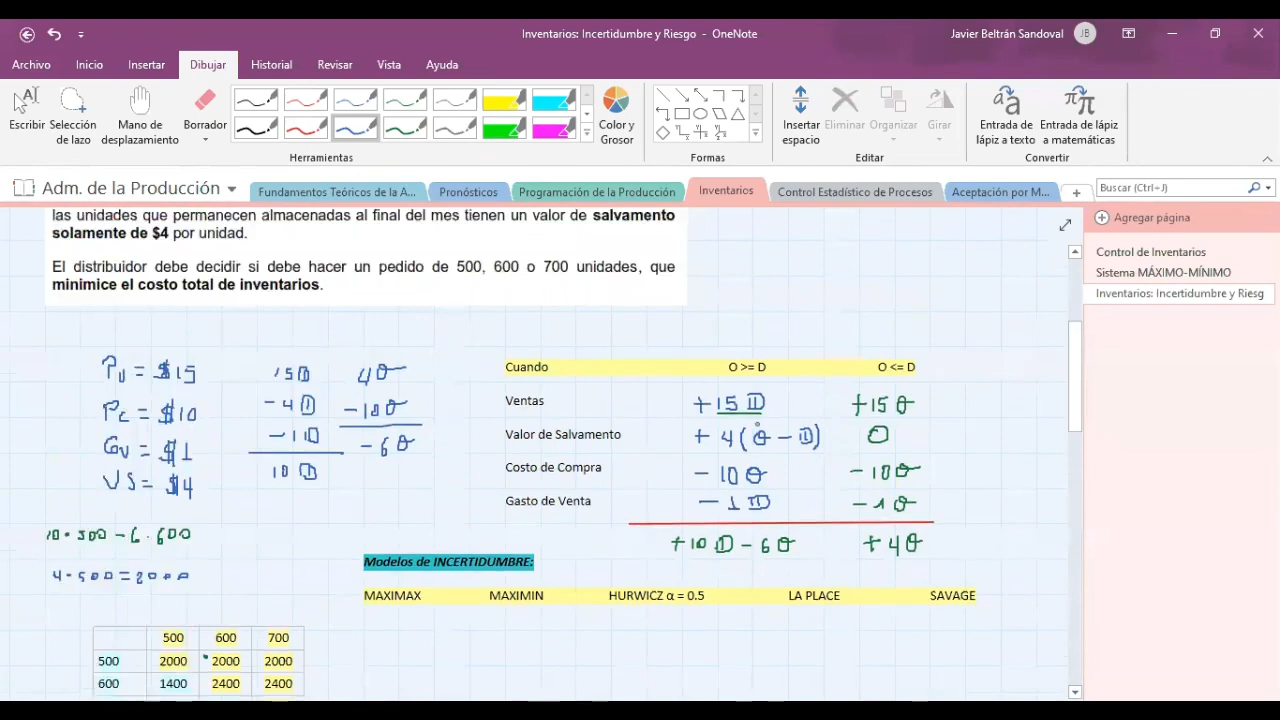 Inventarios: Incertidumbre y Riesgo - OneNote
Javier Beltrán Sandoval JB
Archivo Inicio Insertar Dibujar Historial Revisar Vista Ayuda
Escribir Selección de lazo Mano de desplazamiento Borrador Color y Grosor Insertar espacio Eliminar Organizar Girar Entrada de lápiz a texto Entrada de lápiz a matemáticas
Herramientas Formas Editar Convertir
Adm. de la Producción Fundamentos Teóricos de la A... Pronósticos Programación de la Producción Inventarios Control Estadístico de Procesos Aceptación por M... Buscar (Ctrl+J)
Agregar página
Control de Inventarios
Sistema MÁXIMO-MÍNIMO
Inventarios: Incertidumbre y Riesg
las unidades que permanecen almacenadas al final del mes tienen un valor de salvamento
solamente de $4 por unidad.
El distribuidor debe decidir si debe hacer un pedido de 500, 600 o 700 unidades, que
minimice el costo total de inventarios.
PU = $15
PC = $10
GV = $1
VS = $4
15D
- 4D
- 1D
10D
4O
- 10O
- 6O
10 · 500 - 6 · 600
4 · 500 = 2000
Cuando O >= D O <= D
Ventas + 15D + 15O
Valor de Salvamento + 4(O - D) 0
Costo de Compra - 10O - 10O
Gasto de Venta - 1D - 1O
+ 10D - 6O + 4O
Modelos de INCERTIDUMBRE:
MAXIMAX MAXIMIN HURWICZ α = 0.5 LA PLACE SAVAGE
500 600 700
500 2000 2000 2000
600 1400 2400 2400